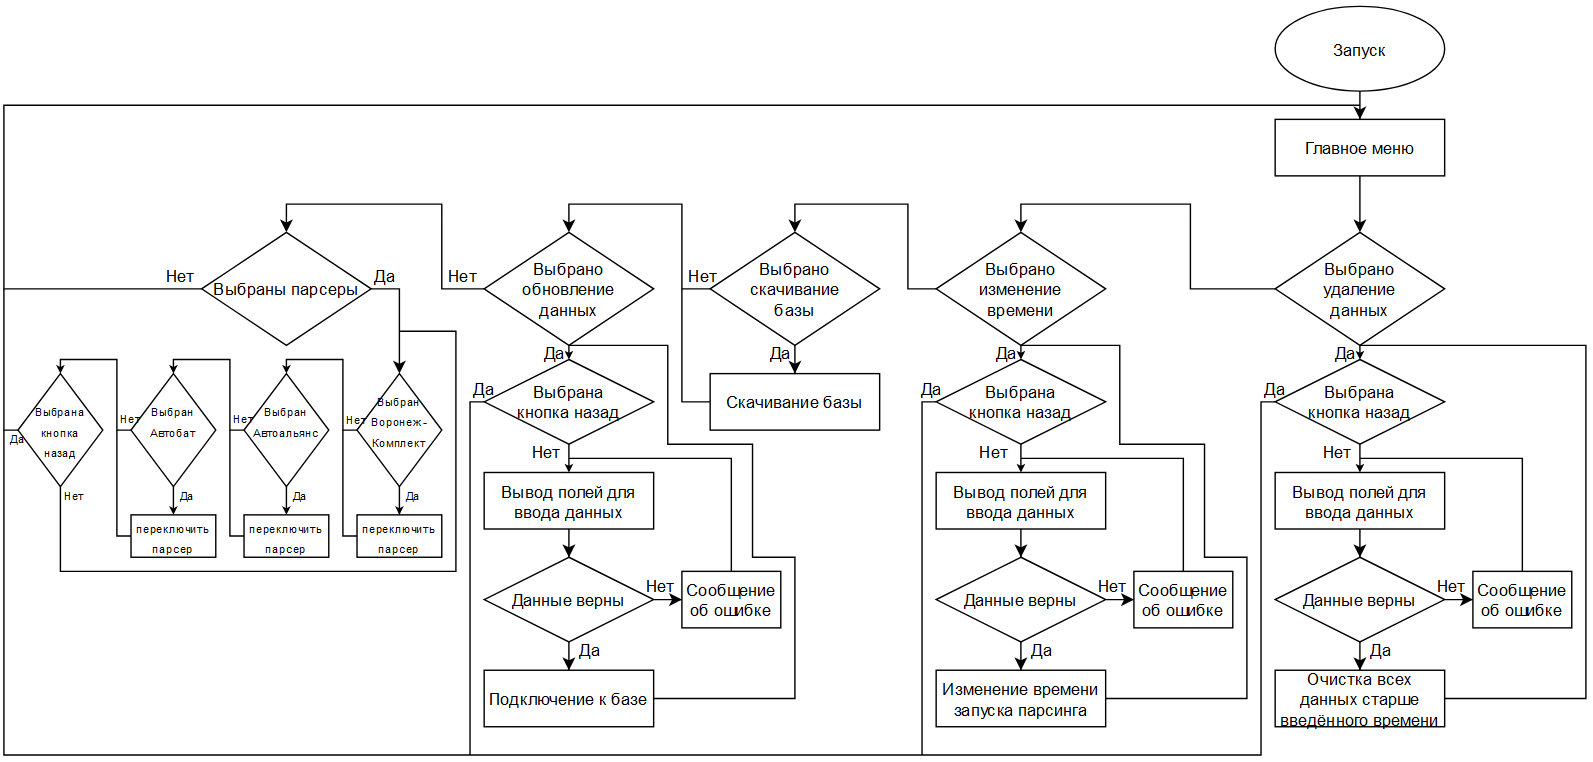 Запуск
Главное меню
Нет
Выбраны парсеры
Да
Нет
Выбрано
обновление
данных
Нет
Выбрано
скачивание
базы
Выбрано
изменение
времени
Выбрано
удаление
данных
Да
Да
Да
Да
Скачивание базы
Да
Выбрана
кнопка назад
Да
Выбрана
кнопка назад
Да
Выбрана
кнопка назад
Выбрана
кнопка
назад
Да
Нет
Нет
Выбран
Автобат
Да
Нет
Выбран
Автоальянс
Да
Нет
Выбран
Воронеж-
Комплект
Да
переключить
парсер
переключить
парсер
переключить
парсер
Нет
Нет
Нет
Вывод полей для
ввода данных
Вывод полей для
ввода данных
Вывод полей для
ввода данных
Данные верны
Нет
Сообщение
об ошибке
Данные верны
Нет
Сообщение
об ошибке
Данные верны
Нет
Сообщение
об ошибке
Да
Да
Да
Подключение к базе
Изменение времени
запуска парсинга
Очистка всех
данных старше
введённого времени